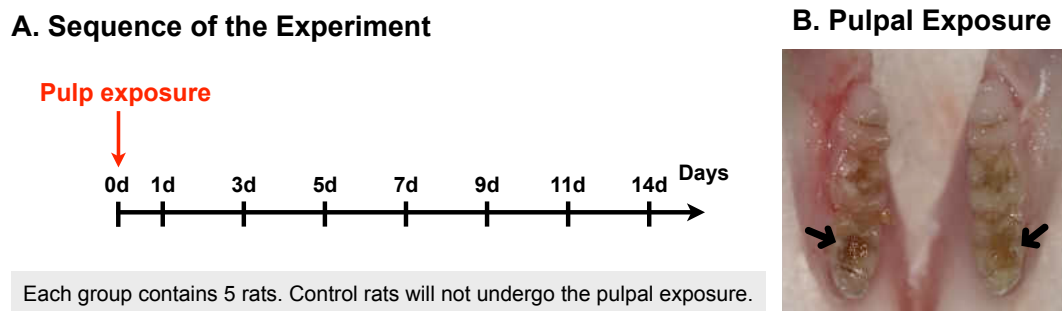 A. Sequence of the Experiment
B. Pulpal Exposure
Pulp exposure
0d 1d 3d 5d 7d 9d 11d 14d Days
Each group contains 5 rats. Control rats will not undergo the pulpal exposure.